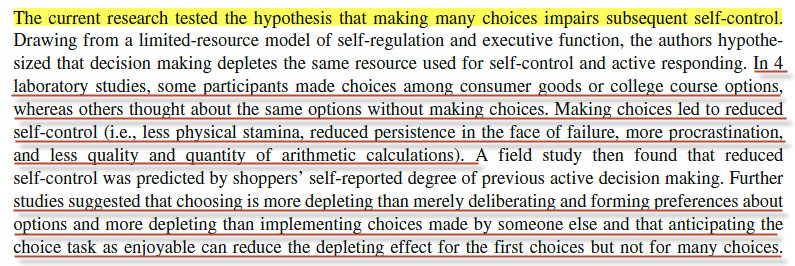 The current research tested the hypothesis that making many choices impairs subsequent self-control.
Drawing from a limited-resource model of self-regulation and executive function, the authors hypothe-
sized that decision making depletes the same resource used for self-control and active responding. In 4
laboratory studies, some participants made choices among consumer goods or college course options,
whereas others thought about the same options without making choices. Making choices led to reduced
self-control (i.e., less physical stamina, reduced persistence in the face of failure, more procrastination,
and less quality and quantity of arithmetic calculations). A field study then found that reduced
self-control was predicted by shoppers' self-reported degree of previous active decision making. Further
studies suggested that choosing is more depleting than merely deliberating and forming preferences about
options and more depleting than implementing choices made by someone else and that anticipating the
choice task as enjoyable can reduce the depleting effect for the first choices but not for many choices.